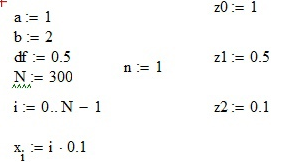 z0 := 1
a := 1
b := 2
df := 0.5
z1 := 0.5
n := 1
N := 300
i := 0.. N − 1
z2 := 0.1
x_i := i · 0.1